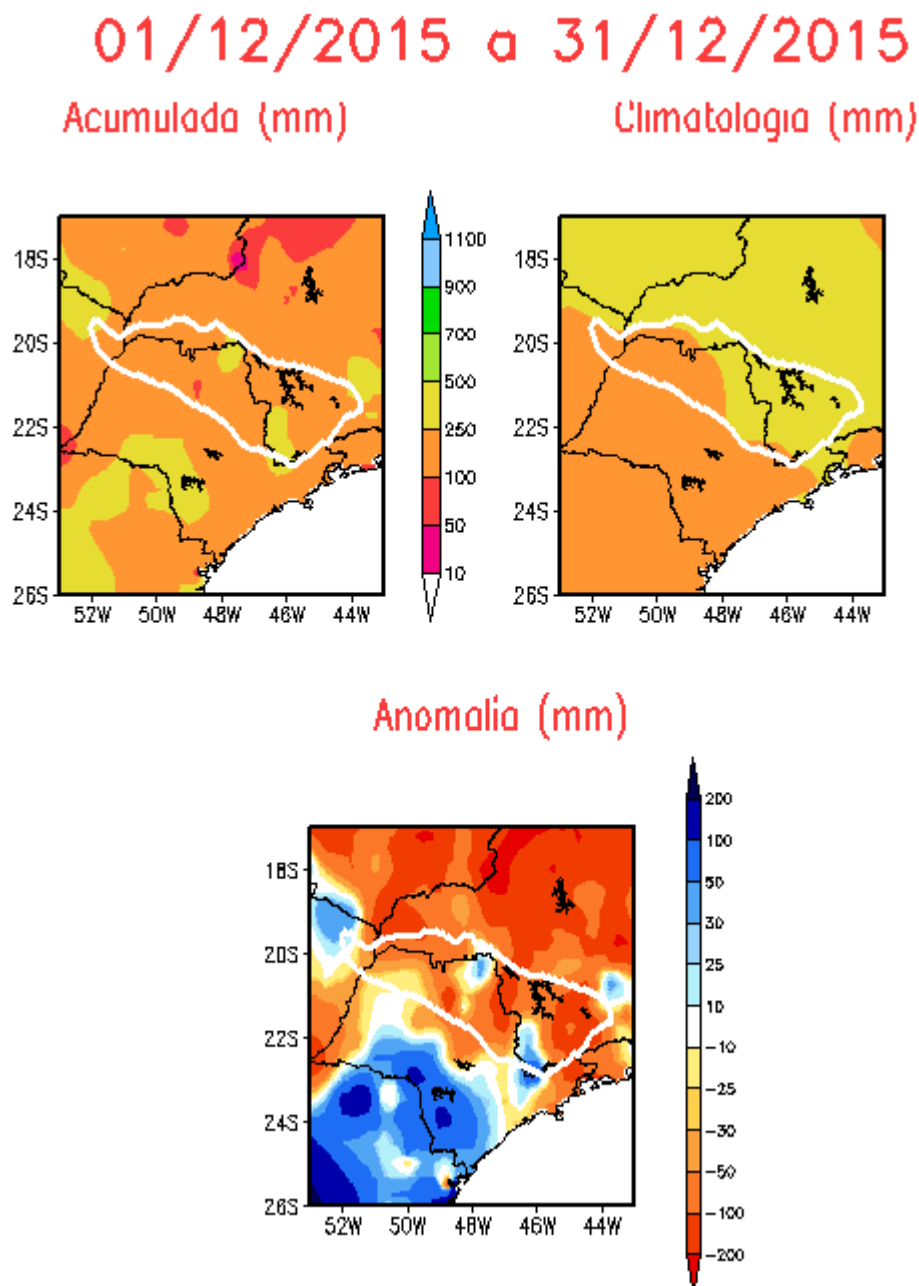 01/12/2015 a 31/12/2015
Acumulada (mm)
Climatologia (mm)
18S
20S
22S
24S
26S
52W 50W 48W 46W 44W
1100
900
700
500
250
100
50
10
18S
20S
22S
24S
26S
52W 50W 48W 46W 44W
Anomalia (mm)
18S
20S
22S
24S
26S
52W 50W 48W 46W 44W
200
100
50
30
25
10
-10
-25
-30
-50
-100
-200